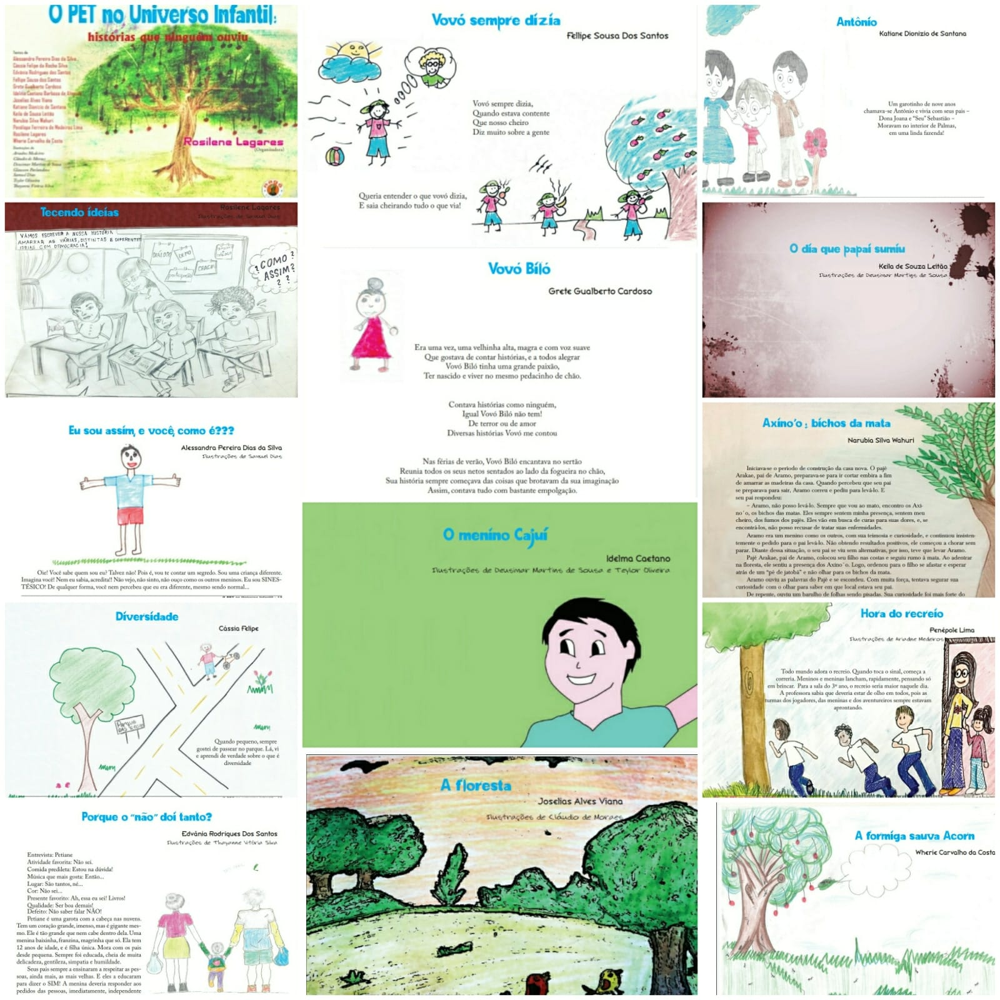 O PET no Universo Infantil:
histórias que ninguém ouviu
Textos de
Alessandra Pereira Dias da Silva
Cássia Felipe da Rocha Silva
Edvânia Rodrigues dos Santos
Fellipe Sousa dos Santos
Grete Gualberto Cardoso
Idelma Caetano Barbosa de
Joselias Alves Viana
Katiane Dionizio de Santana
Keila de Souza Leitão
Narubia Silva Wahuri
Penépole Ferreira de Medeiros Lima
Rosilene Lagares
Wherie Carvalho da Costa
Ilustrações de
Ariadne Medeiros
Cláudio de Moraes
Deusimar Martins de Sousa
Samuel Dias
Teylor Oliveira
Thayanne Vitória Silva
Rosilene Lagares
(Organizadora)
Tecendo ideias
Rosilene Lagares
Ilustrações de Samuel Dias
VAMOS ESCREVER A NOSSA HISTÓRIA
AMARRAR AS VÁRIAS, DISTINTAS E DIFERENTES
IDEIAS COM DEMOCRACIA!
DIÁLOGO
DEMO
CRACIA
participação
¿COMO?
ASSIM?
? ?
Eu sou assim, e você, como é???
Alessandra Pereira Dias da Silva
Ilustrações de Samuel Dias
Oie! Você sabe quem sou eu? Talvez não! Pois é, vou te contar um segredo. Sou uma criança diferente.
Imagina você! Nem eu sabia, acredita!! Não vejo, não sinto, não ouço como os outros meninos. Eu sou SINES-
TÉSICO! De qualquer forma, você nem percebeu que eu era diferente, mesmo sendo normal...
Diversidade
Cássia Felipe
PARQUE
DAS
Quando pequeno, sempre
gostei de passear no parque. Lá, vi
e aprendi de verdade sobre o que é
diversidade
Porque o "não" doi tanto?
Edvânia Rodrigues Dos Santos
Ilustrações de Thayanne Vitória Silva
Entrevista: Petiane
Atividade favorita: Não sei.
Comida predileta: Estou na dúvida!
Música que mais gosta: Então...
Lugar: São tantos, né...
Cor: Não sei...
Presente favorito: Ah, essa eu sei! Livros!
Qualidade: Ser boa demais!
Defeito: Não saber falar NÃO!
Petiane é uma garota com a cabeça nas nuvens.
Tem um coração grande, imenso, mas é gigante mes-
mo. Ele é tão grande que nem cabe dentro dela. Uma
menina baixinha, franzina, magrinha que só. Ela tem
12 anos de idade, e é filha única. Mora com os pais
desde pequena. Sempre foi educada, cheia de muita
delicadeza, gentileza, simpatia e humildade.
Seus pais sempre a ensinaram a respeitar as pes-
soas, ainda mais, as mais velhas. E eles a educaram
para dizer o SIM! A menina deveria responder aos
pedidos das pessoas, imediatamente, independente
Vovó sempre dizia
Fellipe Sousa Dos Santos
Vovó sempre dizia,
Quando estava contente
Que nosso cheiro
Diz muito sobre a gente
Queria entender o que vovó dizia,
E saia cheirando tudo o que via!
Vovó Biló
Grete Gualberto Cardoso
Era uma vez, uma velhinha alta, magra e com voz suave
Que gostava de contar histórias, e a todos alegrar
Vovó Biló tinha uma grande paixão,
Ter nascido e viver no mesmo pedacinho de chão.
Contava histórias como ninguém,
Igual Vovó Biló não tem!
De terror ou de amor
Diversas histórias Vovó me contou
Nas férias de verão, Vovó Biló encantava no sertão
Reunia todos os seus netos sentados ao lado da fogueira no chão,
Sua história sempre começava das coisas que brotavam da sua imaginação
Assim, contava tudo com bastante empolgação.
O menino Cajuí
Idelma Caetano
Ilustrações de Deusimar Martins de Sousa e Teylor Oliveira
A floresta
Joselias Alves Viana
Ilustrações de Cláudio de Moraes
Antônio
Katiane Dionizio de Santana
Um garotinho de nove anos
chamava-se Antônio e vivia com seus pais –
Dona Joana e “Seu” Sebastião –
Moravam no interior de Palmas,
em uma linda fazenda!
O dia que papai sumiu
Keila de Souza Leitão
Ilustrações de Deusimar Martins de Sousa
Axino'o : bichos da mata
Narubia Silva Wahuri
Iniciava-se o período de construção da casa nova. O pajé
Arakae, pai de Aramo, preparava-se para ir cortar embira a fim
de amarrar as madeiras da casa. Quando percebeu que seu pai
se preparava para sair, Aramo correu e pediu para levá-lo. E
seu pai respondeu:
– Aramo, não posso levá-lo. Sempre que vou ao mato, encontro os Axi-
no´o, os bichos das matas. Eles sempre sentem minha presença, sentem meu
cheiro, dos fumos dos pajés. Eles vão em busca de curas para suas dores, e, se
encontrá-los, não posso recusar de tratar suas enfermidades.
Aramo era um menino como os outros, com sua teimosia e curiosidade, e continuou insisten-
temente o pedido para o pai levá-lo. Não obtendo resultados positivos, ele começou a chorar sem
parar. Diante dessa situação, o seu pai se viu sem alternativas, por isso, teve que levar Aramo.
Pajé Arakae, pai de Aramo, colocou seu filho nas costas e seguiu rumo à mata. Ao adentrar
na floresta, ele sentiu a presença dos Axino´o. Logo, ordenou para o filho se afastar e esperar
atrás de um “pé de jatobá” e não olhar para os bichos da mata.
Aramo ouviu as palavras do Pajé e se escondeu. Com muita força, tentava segurar sua
curiosidade com o olhar para saber em que local estava seu pai.
De repente, ouviu um barulho de folhas sendo pisadas. Sua curiosidade foi mais forte do
Hora do recreio
Penépole Lima
Ilustrações de Ariadne Medeiros
Todo mundo adora o recreio. Quando toca o sinal, começa a
correria. Meninos e meninas lancham, rapidamente, pensando só
em brincar. Para a sala do 3º ano, o recreio seria maior naquele dia.
A professora sabia que deveria estar de olho em todos, pois as
turmas dos jogadores, das meninas e dos aventureiros sempre estavam
aprontando.
A formiga sauva Acorn
Wherie Carvalho da Costa